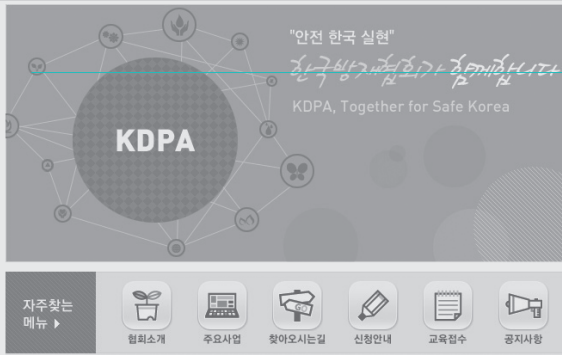 "안전 한국 실현"
한국방재협회가 함께합니다
KDPA, Together for Safe Korea
KDPA
자주찾는
메뉴
협회소개
주요사업
찾아오시는길
GO
신청안내
교육접수
공지사항